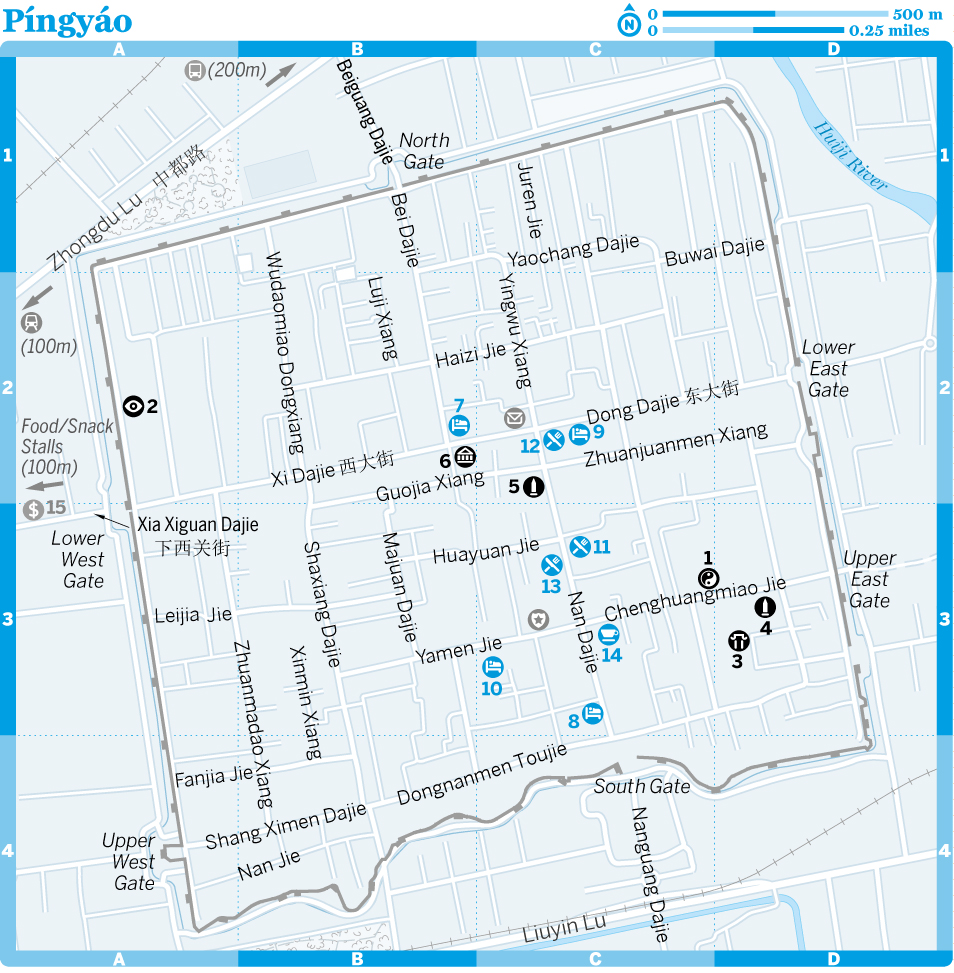 Píngyáo
N
0 500 m
0 0.25 miles
A B C D
(200m)
Beiguang Dajie
North
Gate
Huiji River
1 1
Zhongdu Lu 中都路
Bei Dajie
Juren Jie
Yaochang Dajie
Buwai Dajie
(100m)
Wudaomiao Dongxiang
Luji Xiang
Yingwu Xiang
Haizi Jie
Lower
East
Gate
2 2
2
Food/Snack
Stalls
(100m)
7
Dong Dajie 东大街
12
9
Zhuanjuanmen Xiang
6
Xi Dajie 西大街
Guojia Xiang
5
$ 15
Xia Xiguan Dajie
下西关街
Lower
West
Gate
Shaxiang Dajie
Majuan Dajie
Huayuan Jie
11
13
1
Upper
East
Gate
Chenghuangmiao Jie
Leijia Jie
3 3
4
Nan Dajie
14
3
Yamen Jie
10
Zhuanmadao Xiang
Xinmin Xiang
8
Fanjia Jie
Dongnanmen Toujie
South Gate
Shang Ximen Dajie
Upper
West
Gate
4 4
Nan Jie
Nanguang Dajie
Liuyin Lu
A B C D